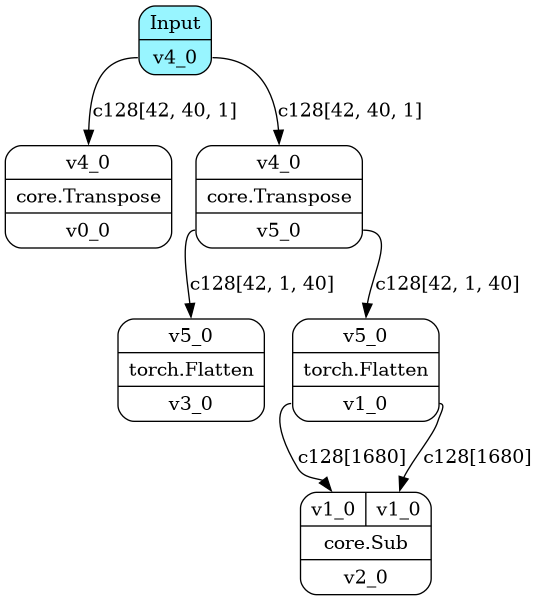 Input
v4_0
c128[42, 40, 1]
c128[42, 40, 1]
v4_0
core.Transpose
v0_0
v4_0
core.Transpose
v5_0
c128[42, 1, 40]
c128[42, 1, 40]
v5_0
torch.Flatten
v3_0
v5_0
torch.Flatten
v1_0
c128[1680]
c128[1680]
v1_0 v1_0
core.Sub
v2_0